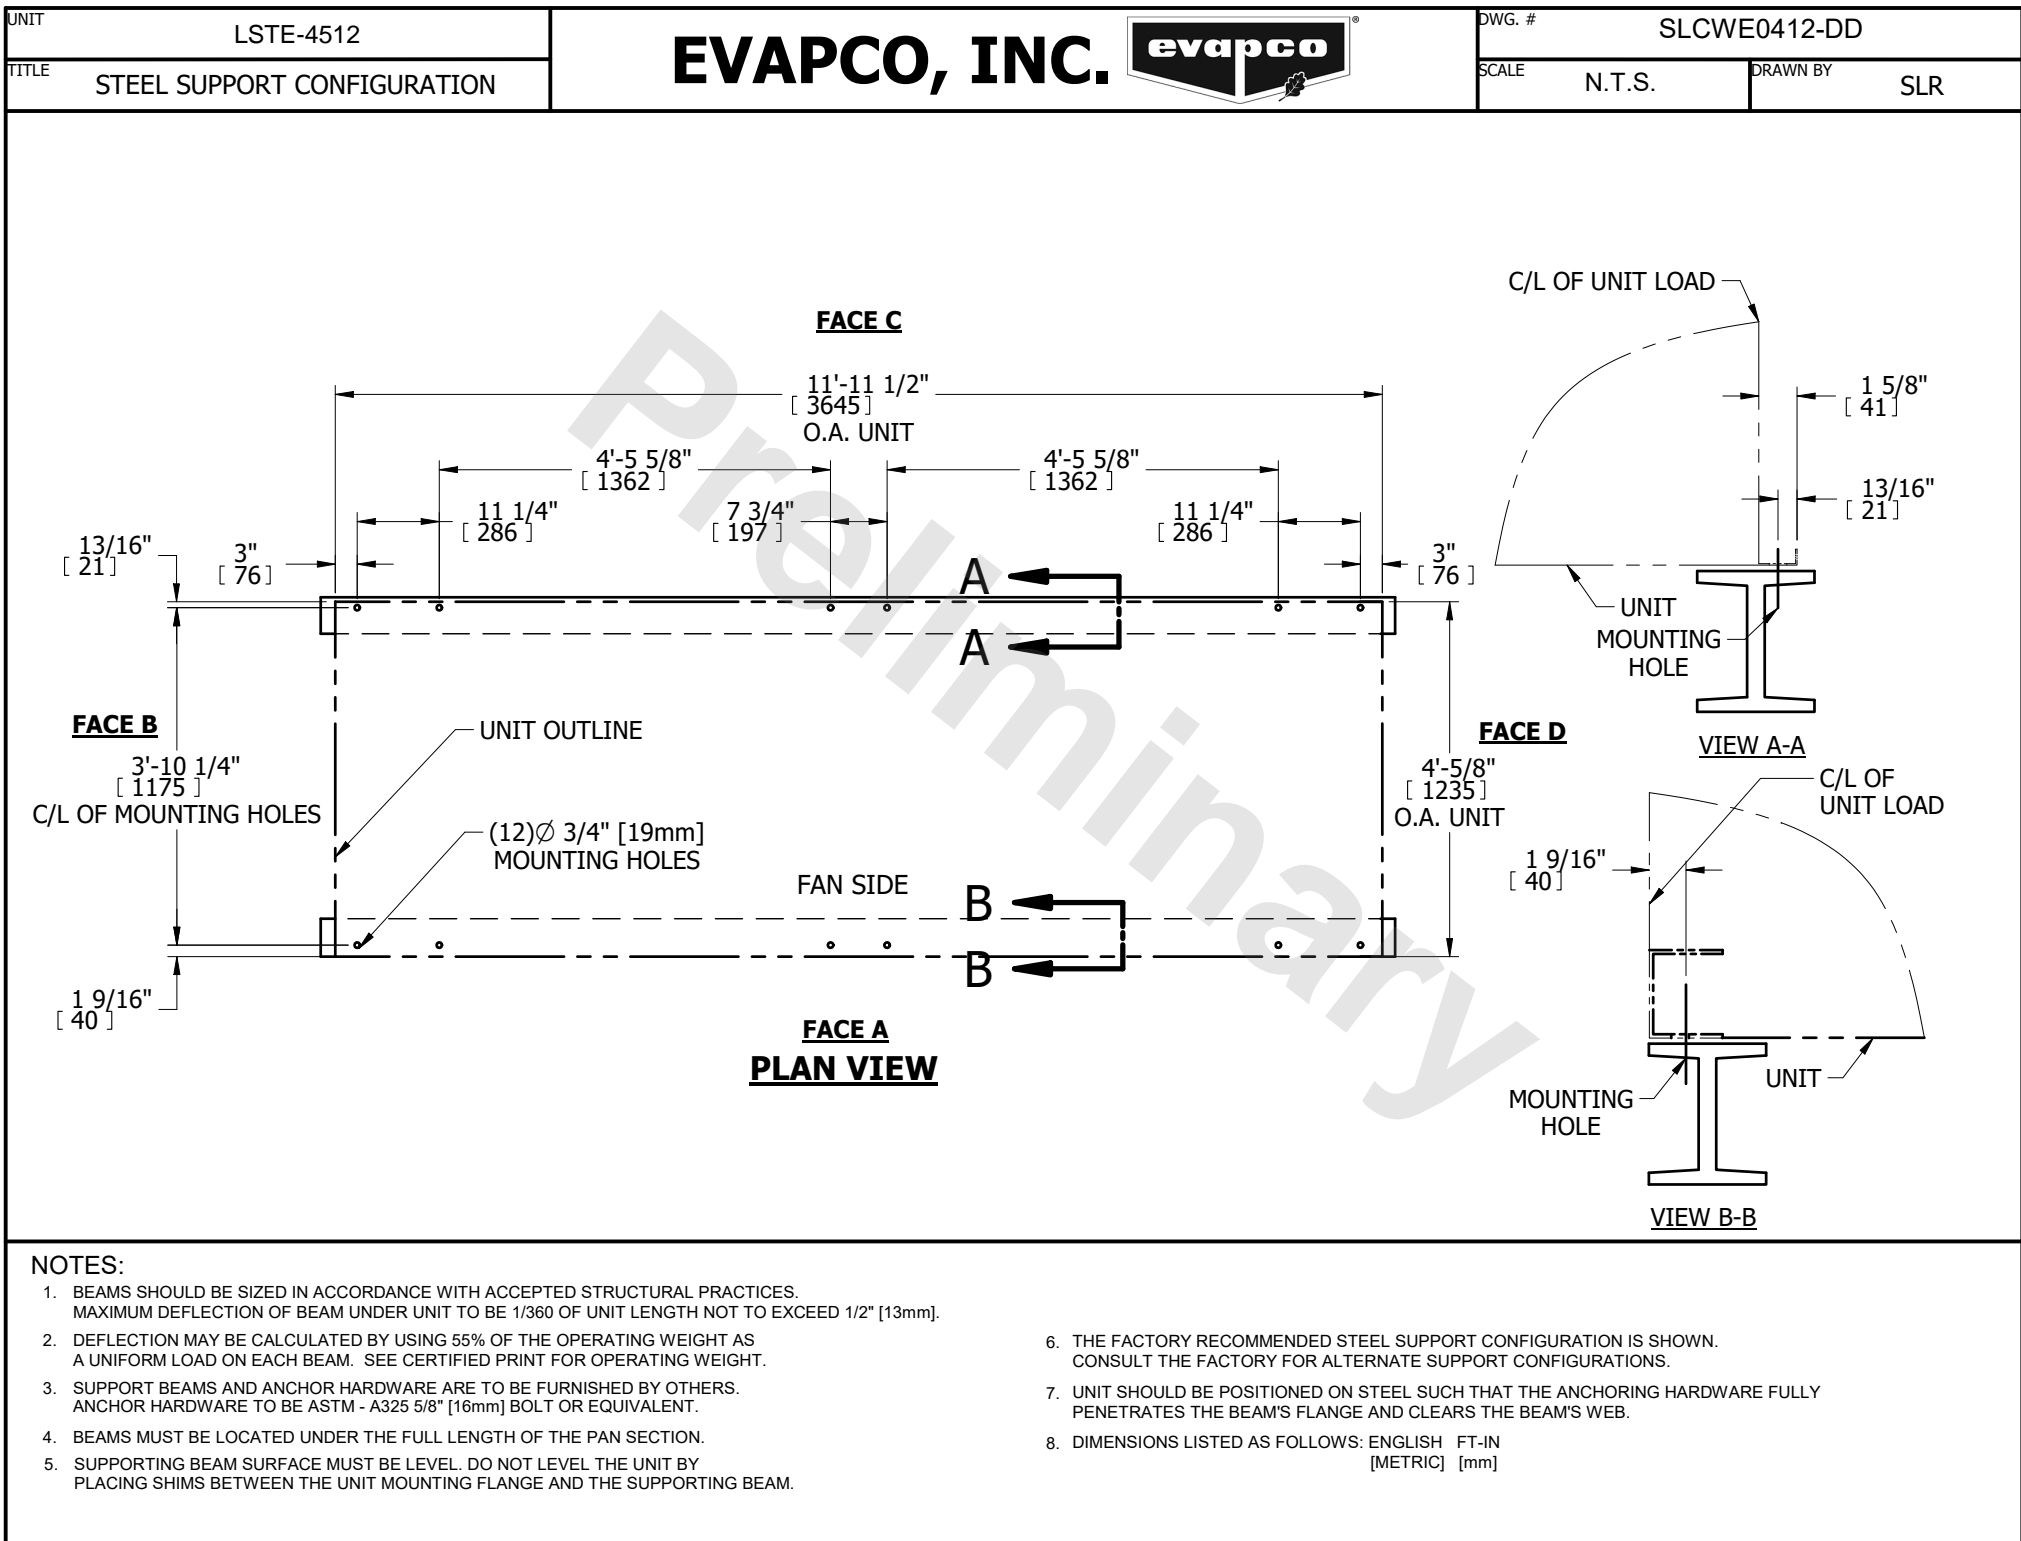 UNIT
LSTE-4512
TITLE
STEEL SUPPORT CONFIGURATION
EVAPCO, INC.
evapco
®
DWG. #
SLCWE0412-DD
SCALE
N.T.S.
DRAWN BY
SLR
Preliminary
FACE C
11'-11 1/2"
[ 3645 ]
O.A. UNIT
4'-5 5/8"
[ 1362 ]
4'-5 5/8"
[ 1362 ]
11 1/4"
[ 286 ]
7 3/4"
[ 197 ]
11 1/4"
[ 286 ]
13/16"
[ 21 ]
3"
[ 76 ]
3"
[ 76 ]
A
A
FACE B
3'-10 1/4"
[ 1175 ]
C/L OF MOUNTING HOLES
UNIT OUTLINE
(12)Ø 3/4" [19mm]
MOUNTING HOLES
FAN SIDE
B
B
FACE D
4'-5/8"
[ 1235 ]
O.A. UNIT
1 9/16"
[ 40 ]
FACE A
PLAN VIEW
C/L OF UNIT LOAD
1 5/8"
[ 41 ]
13/16"
[ 21 ]
UNIT
MOUNTING
HOLE
VIEW A-A
C/L OF
UNIT LOAD
1 9/16"
[ 40 ]
UNIT
MOUNTING
HOLE
VIEW B-B
NOTES:
1. BEAMS SHOULD BE SIZED IN ACCORDANCE WITH ACCEPTED STRUCTURAL PRACTICES.
MAXIMUM DEFLECTION OF BEAM UNDER UNIT TO BE 1/360 OF UNIT LENGTH NOT TO EXCEED 1/2" [13mm].
2. DEFLECTION MAY BE CALCULATED BY USING 55% OF THE OPERATING WEIGHT AS
A UNIFORM LOAD ON EACH BEAM. SEE CERTIFIED PRINT FOR OPERATING WEIGHT.
3. SUPPORT BEAMS AND ANCHOR HARDWARE ARE TO BE FURNISHED BY OTHERS.
ANCHOR HARDWARE TO BE ASTM - A325 5/8" [16mm] BOLT OR EQUIVALENT.
4. BEAMS MUST BE LOCATED UNDER THE FULL LENGTH OF THE PAN SECTION.
5. SUPPORTING BEAM SURFACE MUST BE LEVEL. DO NOT LEVEL THE UNIT BY
PLACING SHIMS BETWEEN THE UNIT MOUNTING FLANGE AND THE SUPPORTING BEAM.
6. THE FACTORY RECOMMENDED STEEL SUPPORT CONFIGURATION IS SHOWN.
CONSULT THE FACTORY FOR ALTERNATE SUPPORT CONFIGURATIONS.
7. UNIT SHOULD BE POSITIONED ON STEEL SUCH THAT THE ANCHORING HARDWARE FULLY
PENETRATES THE BEAM'S FLANGE AND CLEARS THE BEAM'S WEB.
8. DIMENSIONS LISTED AS FOLLOWS: ENGLISH FT-IN
[METRIC] [mm]